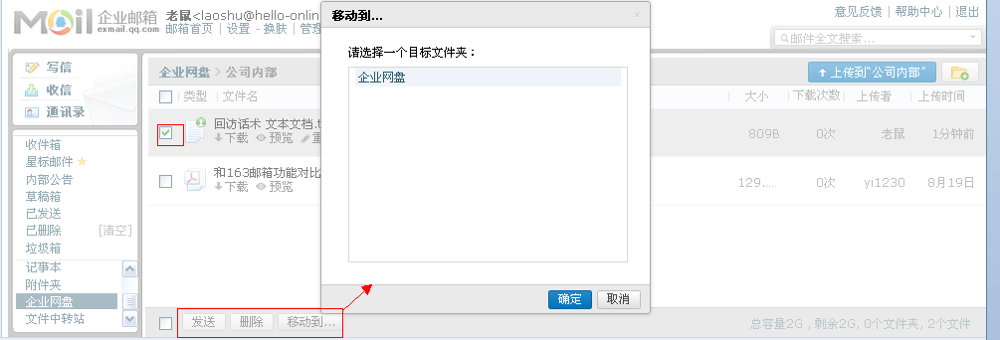 Moil 企业邮箱
exmail.qq.com
老鼠<laoshu@hello-onlin
邮箱首页 | 设置 - 换肤 | 管理
意见反馈 | 帮助中心 | 退出
邮件全文搜索...
写信
收信
通讯录
收件箱
星标邮件
内部公告
草稿箱
已发送
已删除 [清空]
垃圾箱
记事本
附件夹
企业网盘
文件中转站
企业网盘 > 公司内部
上传到"公司内部"
类型 文件名 大小 下载次数 上传者 上传时间
回访话术 文本文档.t
下载 预览 重
809B 0次 老鼠 1分钟前
和163邮箱功能对比
下载 预览
129.... 0次 yi1230 8月19日
发送 删除 移动到...
总容量2G , 剩余2G, 0个文件夹, 2个文件
移动到...
请选择一个目标文件夹：
企业网盘
确定 取消